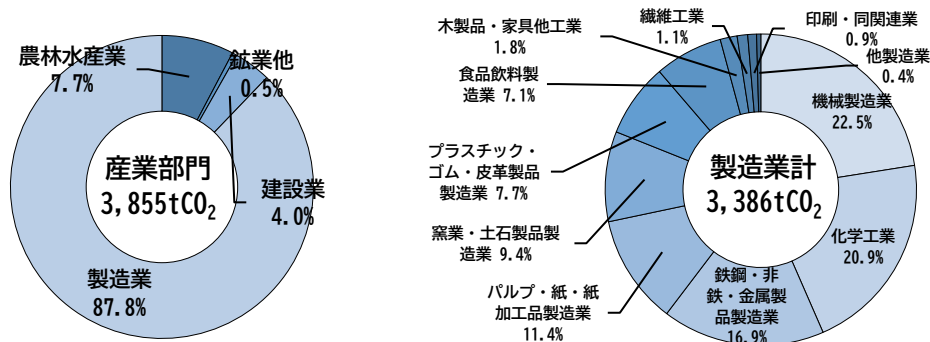 農林水産業
7.7%
鉱業他
0.5%
産業部門
3,855tCO₂
建設業
4.0%
製造業
87.8%
木製品・家具他工業
1.8%
繊維工業
1.1%
印刷・同関連業
0.9%
他製造業
0.4%
食品飲料製
造業 7.1%
機械製造業
22.5%
プラスチック・
ゴム・皮革製品
製造業 7.7%
製造業計
3,386tCO₂
窯業・土石製品製
造業 9.4%
化学工業
20.9%
パルプ・紙・紙
加工品製造業
11.4%
鉄鋼・非
鉄・金属製
品製造業
16.9%